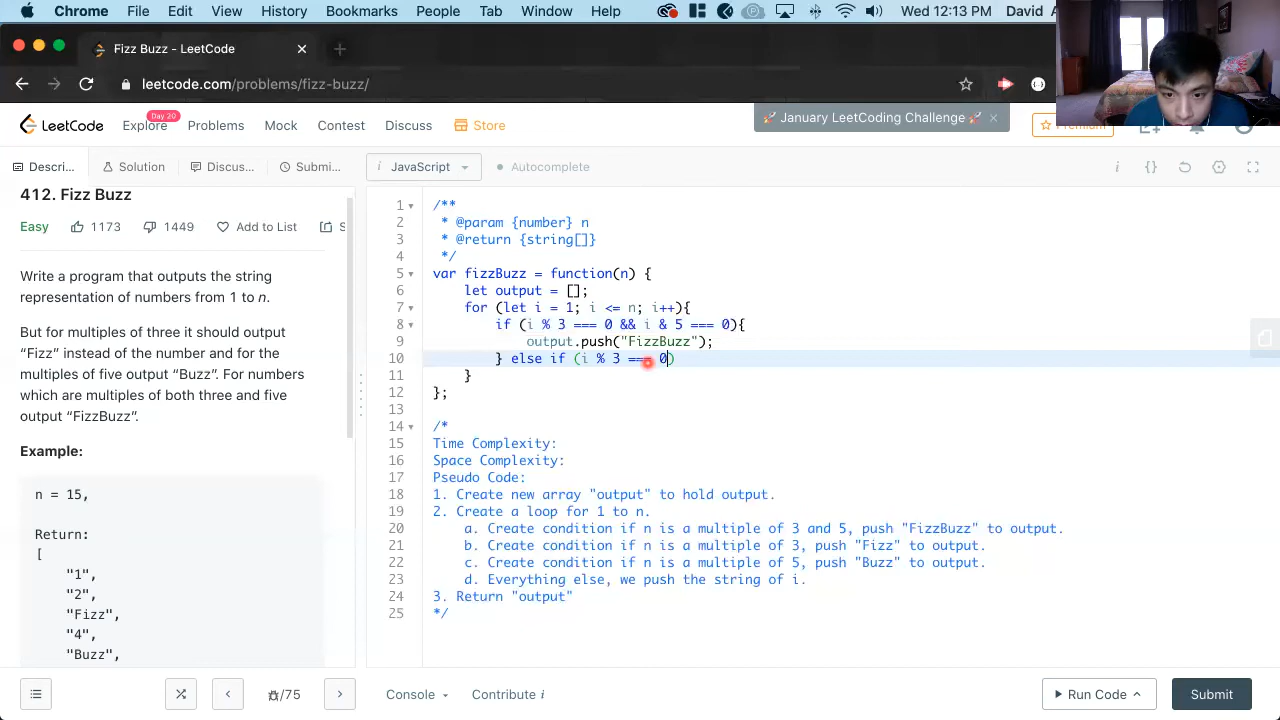 Chrome File Edit View History Bookmarks People Tab Window Help Wed 12:13 PM David A
Fizz Buzz - LeetCode
leetcode.com/problems/fizz-buzz/
LeetCode Explore Day 20 Problems Mock Contest Discuss Store
🚀 January LeetCoding Challenge 🚀 ×
Premium
Descri... Solution Discus... Submi...
i JavaScript Autocomplete
412. Fizz Buzz
Easy 1173 1449 Add to List S
Write a program that outputs the string
representation of numbers from 1 to n.
But for multiples of three it should output
“Fizz” instead of the number and for the
multiples of five output “Buzz”. For numbers
which are multiples of both three and five
output “FizzBuzz”.
Example:
n = 15,
Return:
[
"1",
"2",
"Fizz",
"4",
"Buzz",
1 /**
2 * @param {number} n
3 * @return {string[]}
4 */
5 var fizzBuzz = function(n) {
6 let output = [];
7 for (let i = 1; i <= n; i++){
8 if (i % 3 === 0 && i & 5 === 0){
9 output.push("FizzBuzz");
10 } else if (i % 3 === 0)
11 }
12 };
13
14 /*
15 Time Complexity:
16 Space Complexity:
17 Pseudo Code:
18 1. Create new array "output" to hold output.
19 2. Create a loop for 1 to n.
20 a. Create condition if n is a multiple of 3 and 5, push "FizzBuzz" to output.
21 b. Create condition if n is a multiple of 3, push "Fizz" to output.
22 c. Create condition if n is a multiple of 5, push "Buzz" to output.
23 d. Everything else, we push the string of i.
24 3. Return "output"
25 */
/75
Console Contribute i
Run Code Submit